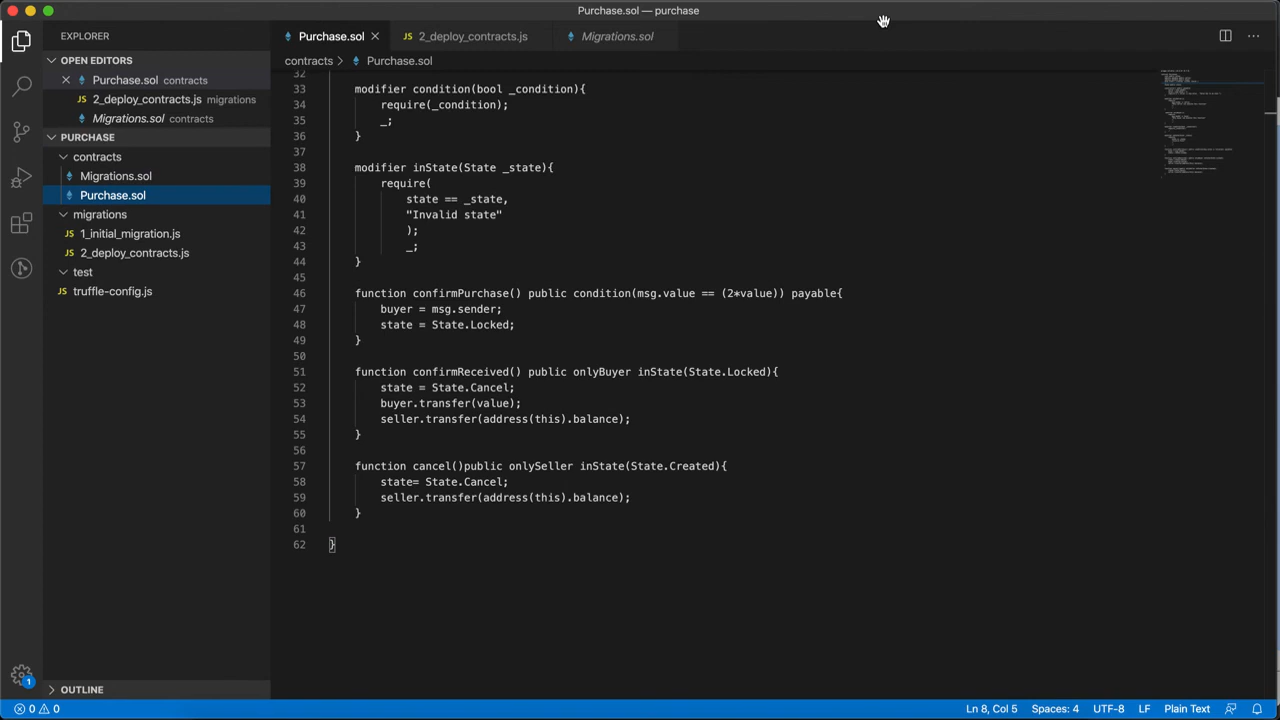 Purchase.sol — purchase
EXPLORER
OPEN EDITORS
Purchase.sol contracts
2_deploy_contracts.js migrations
Migrations.sol contracts
PURCHASE
contracts
Migrations.sol
Purchase.sol
migrations
1_initial_migration.js
2_deploy_contracts.js
test
truffle-config.js
OUTLINE
Purchase.sol
JS 2_deploy_contracts.js
Migrations.sol
contracts > Purchase.sol
32
33 modifier condition(bool _condition){
34 require(_condition);
35 _;
36 }
37
38 modifier inState(State _state){
39 require(
40 state == _state,
41 "Invalid state"
42 );
43 _;
44 }
45
46 function confirmPurchase() public condition(msg.value == (2*value)) payable{
47 buyer = msg.sender;
48 state = State.Locked;
49 }
50
51 function confirmReceived() public onlyBuyer inState(State.Locked){
52 state = State.Cancel;
53 buyer.transfer(value);
54 seller.transfer(address(this).balance);
55 }
56
57 function cancel()public onlySeller inState(State.Created){
58 state= State.Cancel;
59 seller.transfer(address(this).balance);
60 }
61
62 }
1
0 0
Ln 8, Col 5 Spaces: 4 UTF-8 LF Plain Text